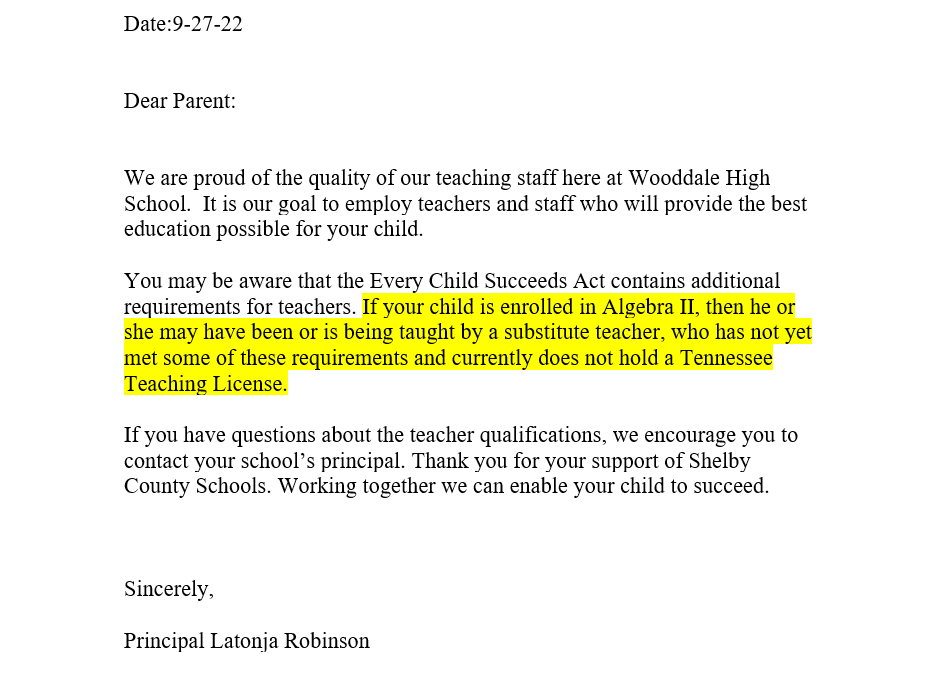 Date:9-27-22
Dear Parent:
We are proud of the quality of our teaching staff here at Wooddale High
School.  It is our goal to employ teachers and staff who will provide the best
education possible for your child.
You may be aware that the Every Child Succeeds Act contains additional
requirements for teachers. If your child is enrolled in Algebra II, then he or
she may have been or is being taught by a substitute teacher, who has not yet
met some of these requirements and currently does not hold a Tennessee
Teaching License.
If you have questions about the teacher qualifications, we encourage you to
contact your school’s principal. Thank you for your support of Shelby
County Schools. Working together we can enable your child to succeed.
Sincerely,
Principal Latonja Robinson